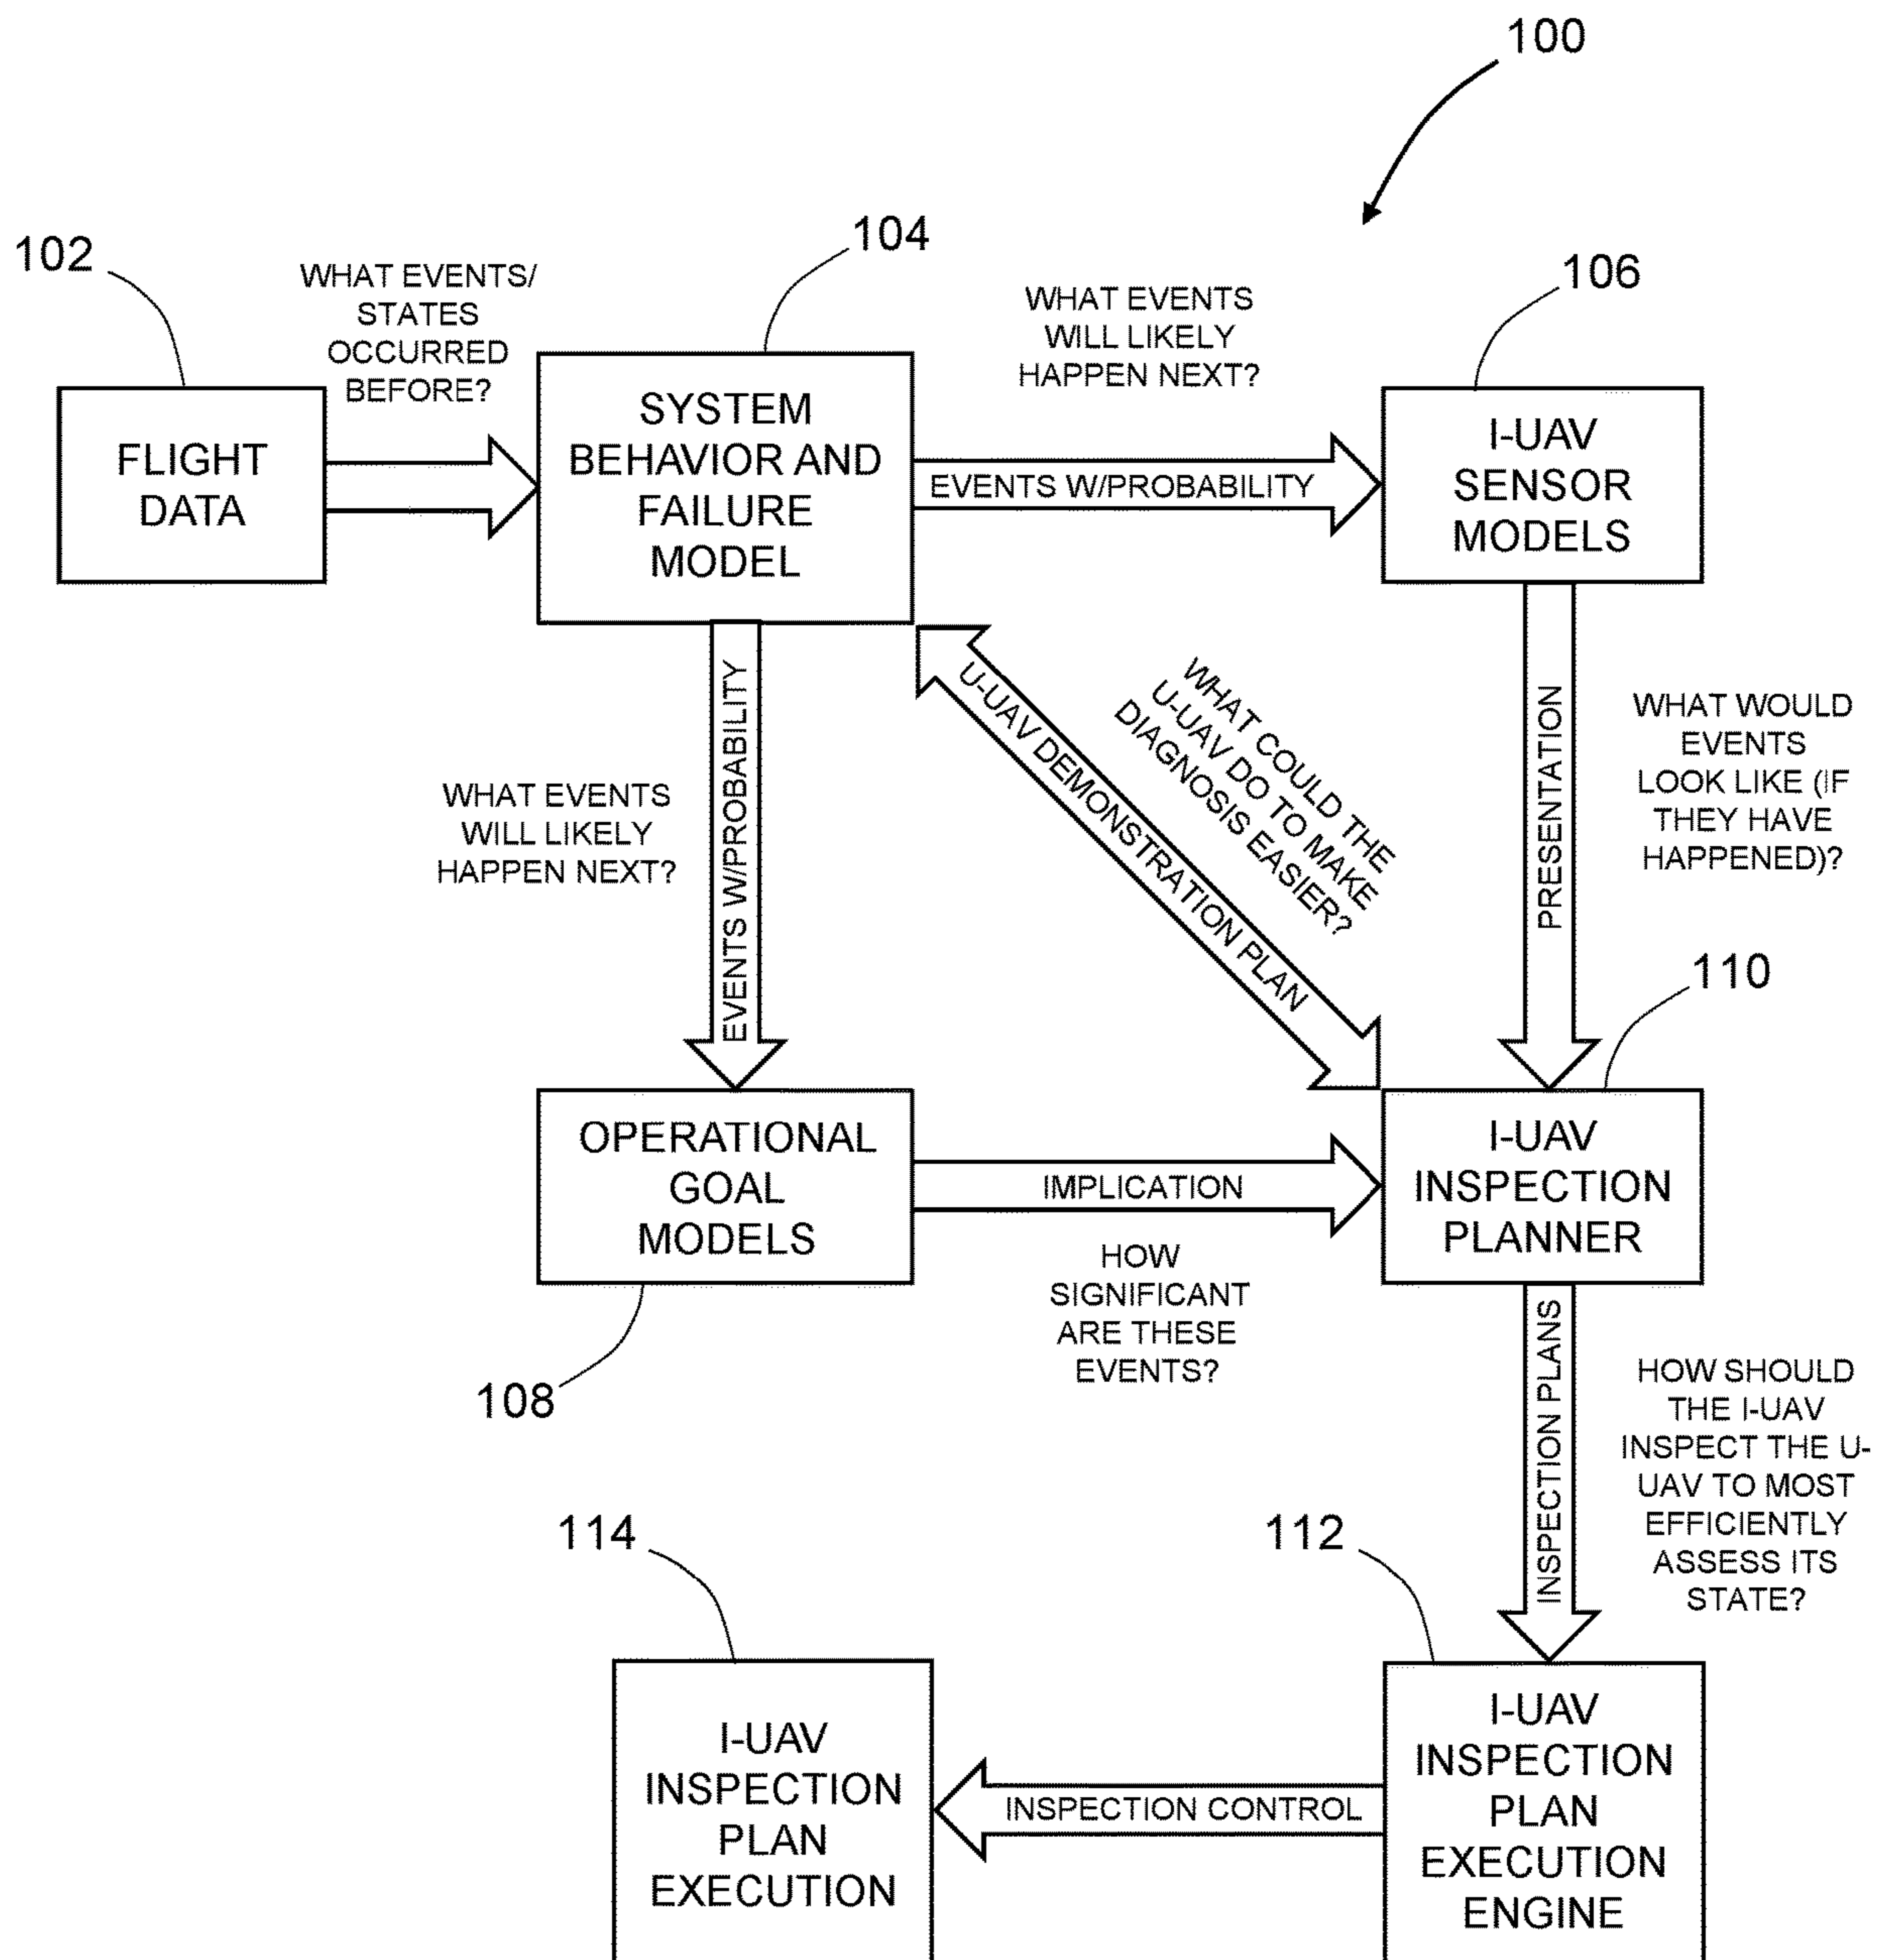 100
102
WHAT EVENTS/
STATES
OCCURRED
BEFORE?
104
WHAT EVENTS
WILL LIKELY
HAPPEN NEXT?
106
FLIGHT
DATA
SYSTEM
BEHAVIOR AND
FAILURE
MODEL
EVENTS W/PROBABILITY
I-UAV
SENSOR
MODELS
WHAT EVENTS
WILL LIKELY
HAPPEN NEXT?
EVENTS W/PROBABILITY
U-UAV DEMONSTRATION PLAN
WHAT COULD THE
U-UAV DO TO MAKE
DIAGNOSIS EASIER?
PRESENTATION
WHAT WOULD
EVENTS
LOOK LIKE (IF
THEY HAVE
HAPPENED)?
110
OPERATIONAL
GOAL
MODELS
108
IMPLICATION
HOW
SIGNIFICANT
ARE THESE
EVENTS?
I-UAV
INSPECTION
PLANNER
INSPECTION PLANS
HOW SHOULD
THE I-UAV
INSPECT THE U-
UAV TO MOST
EFFICIENTLY
ASSESS ITS
STATE?
114
112
I-UAV
INSPECTION
PLAN
EXECUTION
INSPECTION CONTROL
I-UAV
INSPECTION
PLAN
EXECUTION
ENGINE